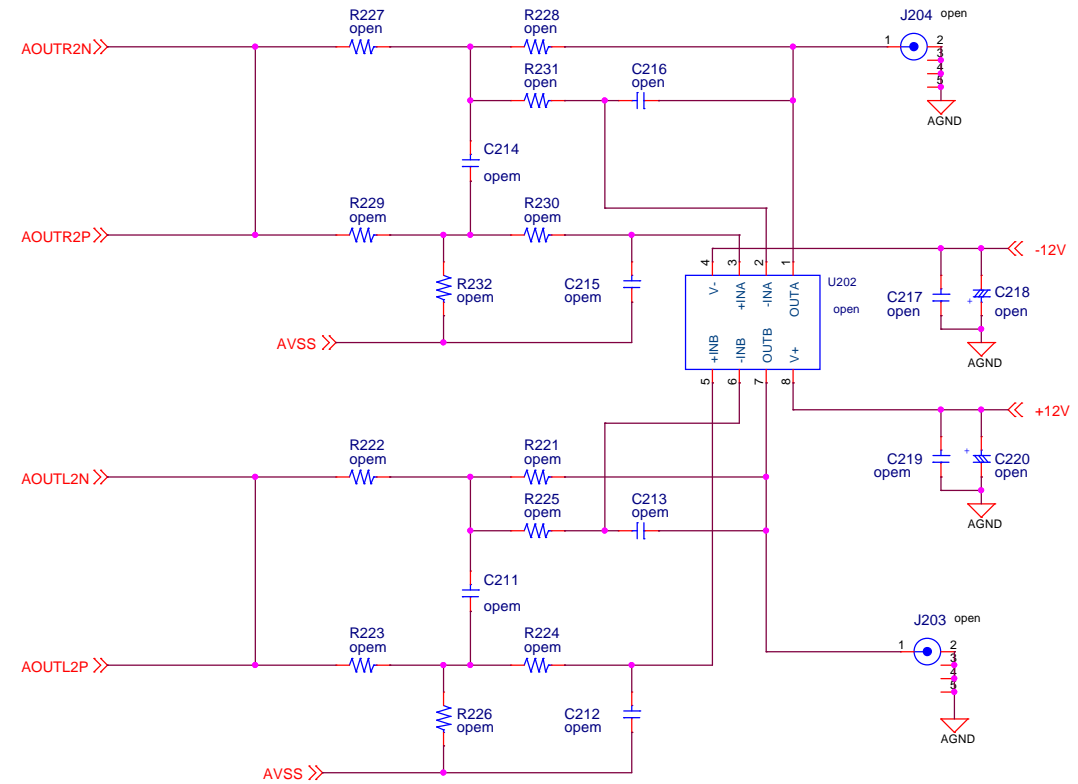 R227
open
R228
open
J204 open
AOUTR2N
1
2
3
4
5
R231
open
C216
open
AGND
C214
opem
R229
opem
R230
opem
AOUTR2P
-12V
4
3
2
1
R232
opem
C215
opem
V-
+INA
-INA
OUTA
U202
open
C217
open
+
C218
open
AVSS
+INB
-INB
OUTB
V+
AGND
5
6
7
8
+12V
R222
opem
R221
opem
C219
opem
+
C220
open
AOUTL2N
R225
opem
C213
opem
AGND
C211
opem
J203 open
R223
opem
R224
opem
1
2
3
4
5
AOUTL2P
R226
opem
C212
opem
AGND
AVSS